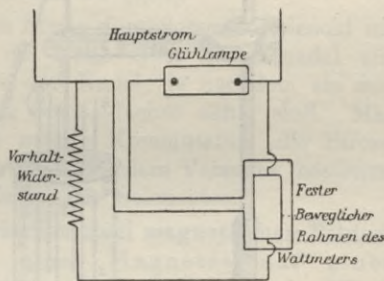 Hauptstrom
Glühlampe
Vorhalt-
Wider-
stand
Fester
Beweglicher
Rahmen des
Wattmeters